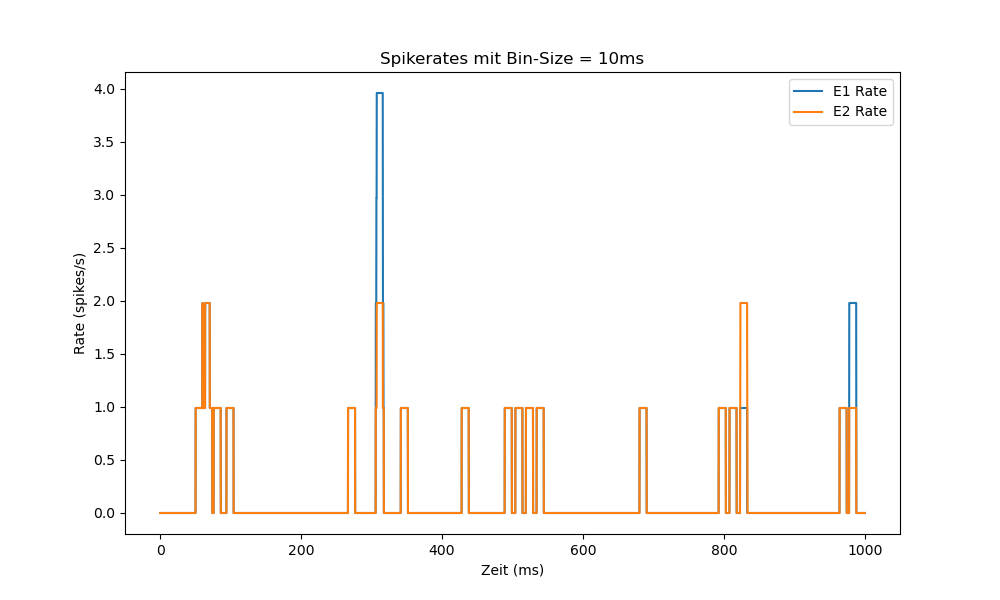 Spikerates mit Bin-Size = 10ms
E1 Rate
E2 Rate
4.0
3.5
3.0
2.5
2.0
1.5
1.0
0.5
0.0
Rate (spikes/s)
0 200 400 600 800 1000
Zeit (ms)